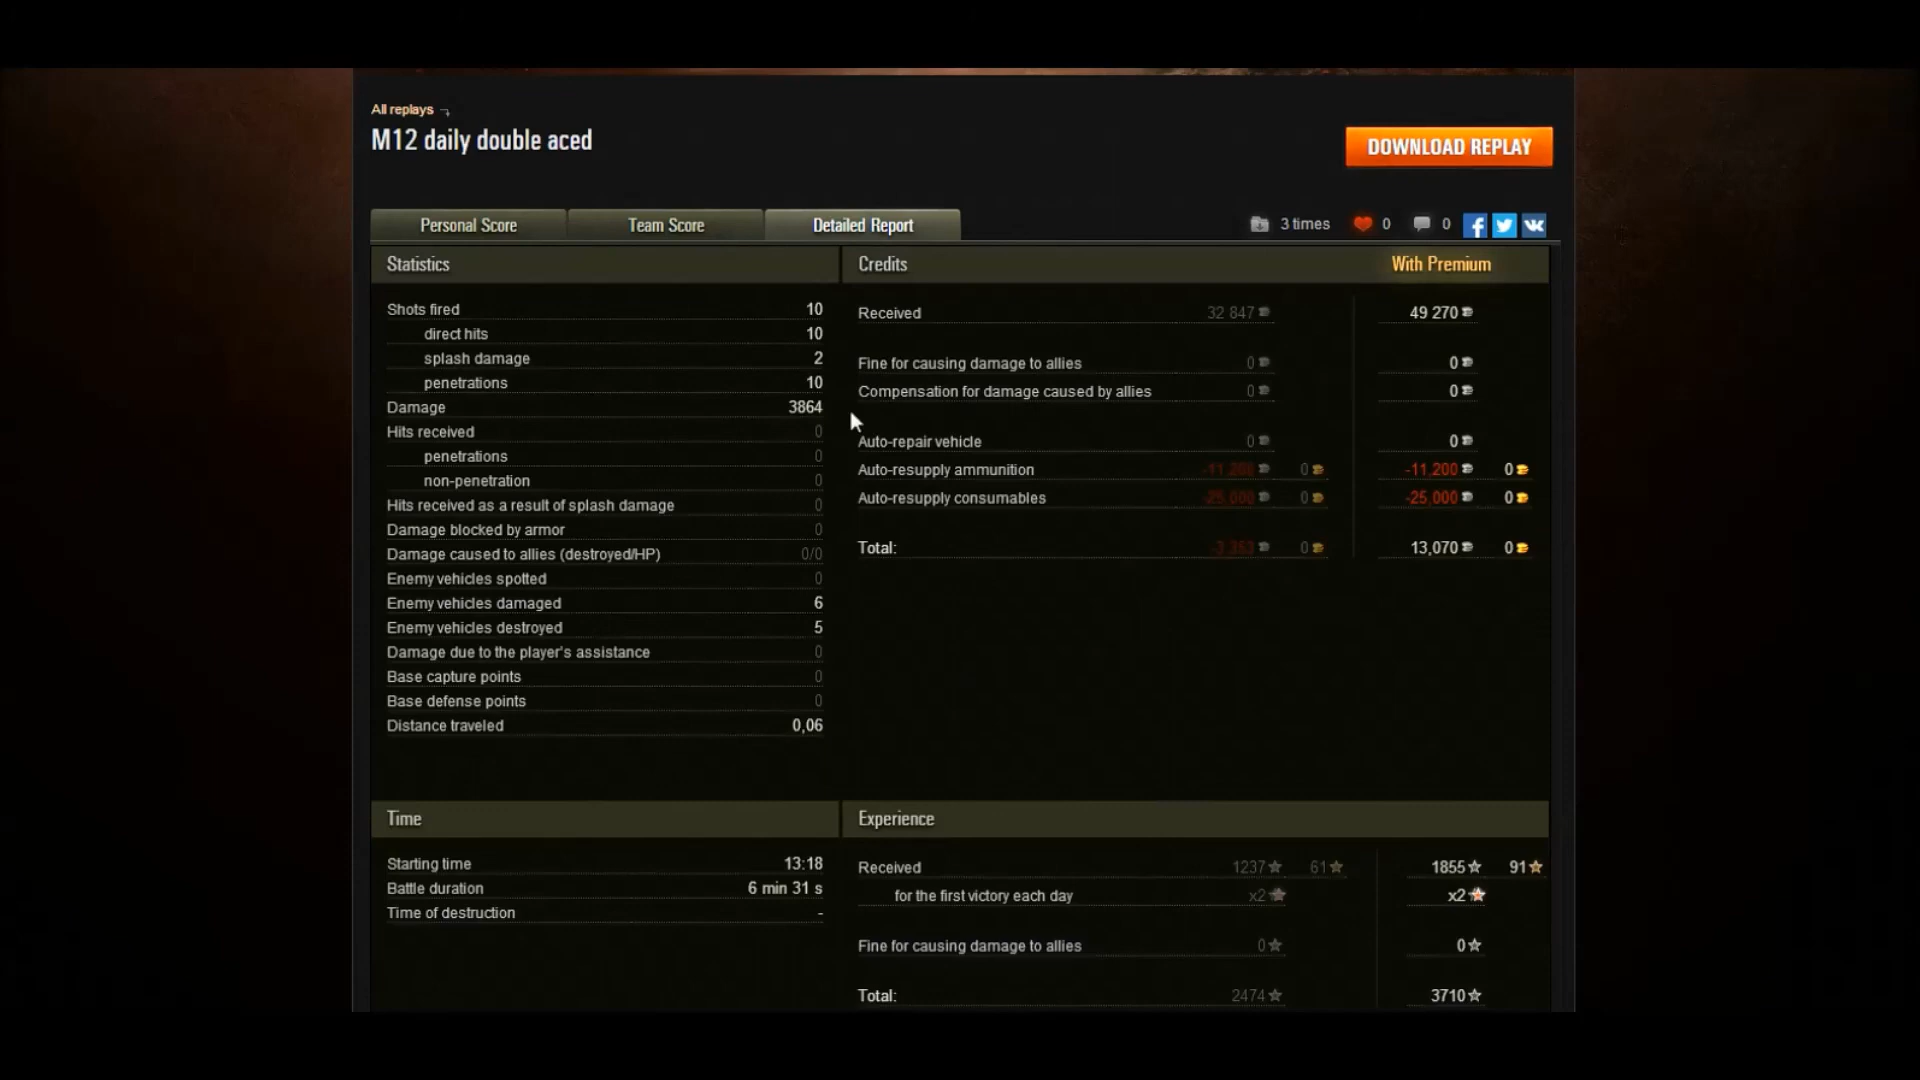 All replays
M12 daily double aced
DOWNLOAD REPLAY
Personal Score Team Score Detailed Report 3 times 0 0
Statistics Credits With Premium
Shots fired 10
direct hits 10
splash damage 2
penetrations 10
Damage 3864
Hits received 0
penetrations 0
non-penetration 0
Hits received as a result of splash damage 0
Damage blocked by armor 0
Damage caused to allies (destroyed/HP) 0/0
Enemy vehicles spotted 0
Enemy vehicles damaged 6
Enemy vehicles destroyed 5
Damage due to the player's assistance 0
Base capture points 0
Base defense points 0
Distance traveled 0,06
Received 32 847 49 270
Fine for causing damage to allies 0 0
Compensation for damage caused by allies 0 0
Auto-repair vehicle 0 0
Auto-resupply ammunition -11,200 0 -11,200 0
Auto-resupply consumables -25,000 0 -25,000 0
Total: -3 353 0 13,070 0
Time Experience
Starting time 13:18
Battle duration 6 min 31 s
Time of destruction -
Received 1237 61 1855 91
for the first victory each day x2 x2
Fine for causing damage to allies 0 0
Total: 2474 3710